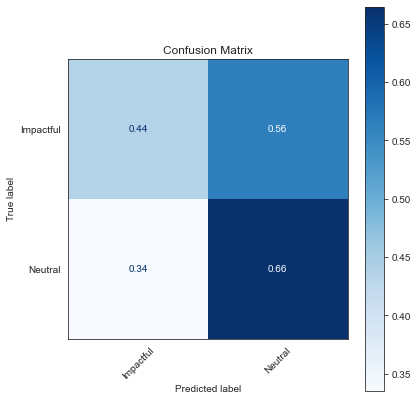 Confusion Matrix
True label
Impactful
0.44
0.56
Neutral
0.34
0.66
Impactful
Neutral
Predicted label
0.65
0.60
0.55
0.50
0.45
0.40
0.35